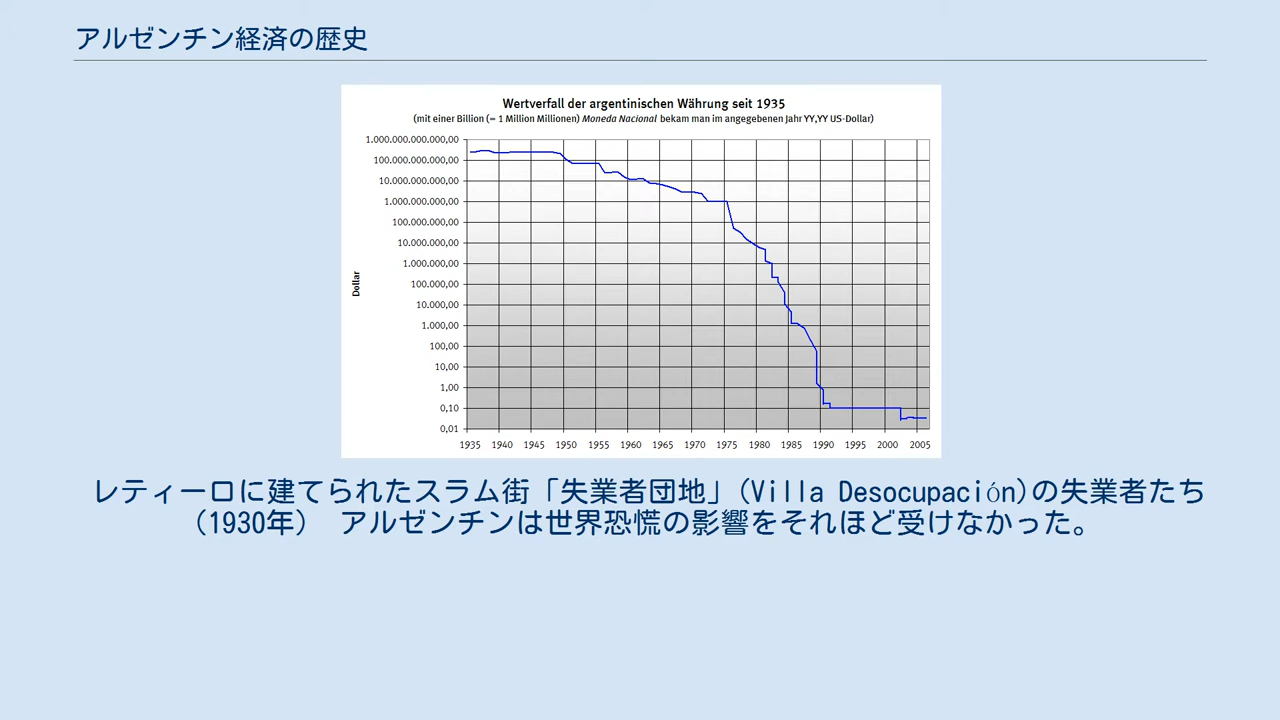 アルゼンチン経済の歴史
Wertverfall der argentinischen Währung seit 1935
(mit einer Billion (= 1 Million Millionen) Moneda Nacional bekam man im angegebenen Jahr YY,YY US-Dollar)
1.000.000.000.000,00
100.000.000.000,00
10.000.000.000,00
1.000.000.000,00
100.000.000,00
10.000.000,00
1.000.000,00
100.000,00
10.000,00
1.000,00
100,00
10,00
1,00
0,10
0,01
Dollar
1935 1940 1945 1950 1955 1960 1965 1970 1975 1980 1985 1990 1995 2000 2005
レティーロに建てられたスラム街「失業者団地」(Villa Desocupación)の失業者たち
（1930年） アルゼンチンは世界恐慌の影響をそれほど受けなかった。